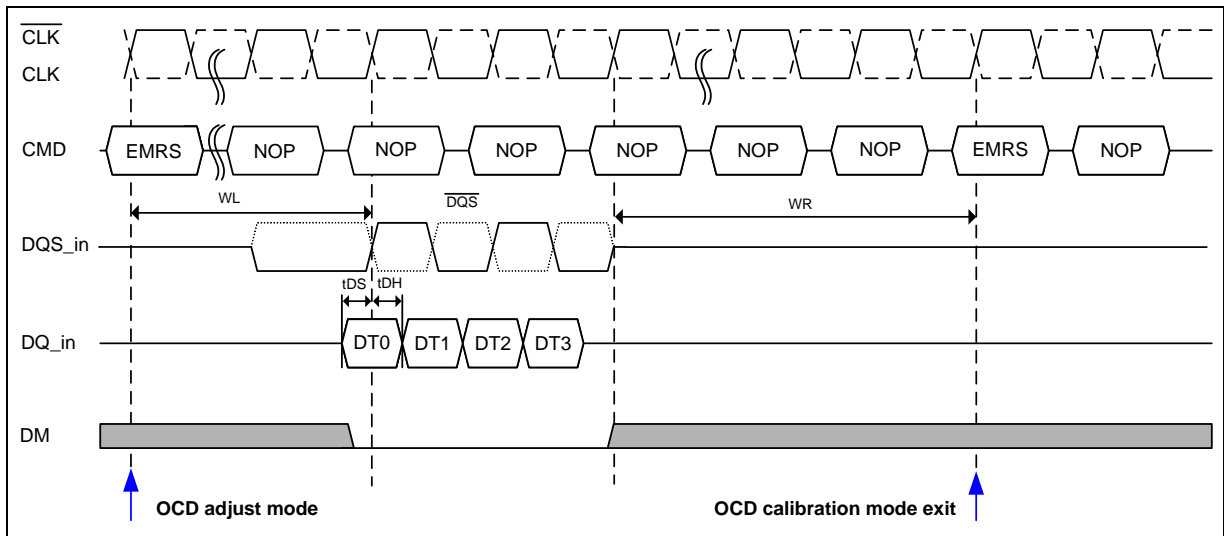 CLK
CLK
CMD EMRS NOP NOP NOP NOP NOP NOP EMRS NOP
WL DQS WR
DQS_in
tDS tDH
DQ_in DT0 DT1 DT2 DT3
DM
OCD adjust mode OCD calibration mode exit